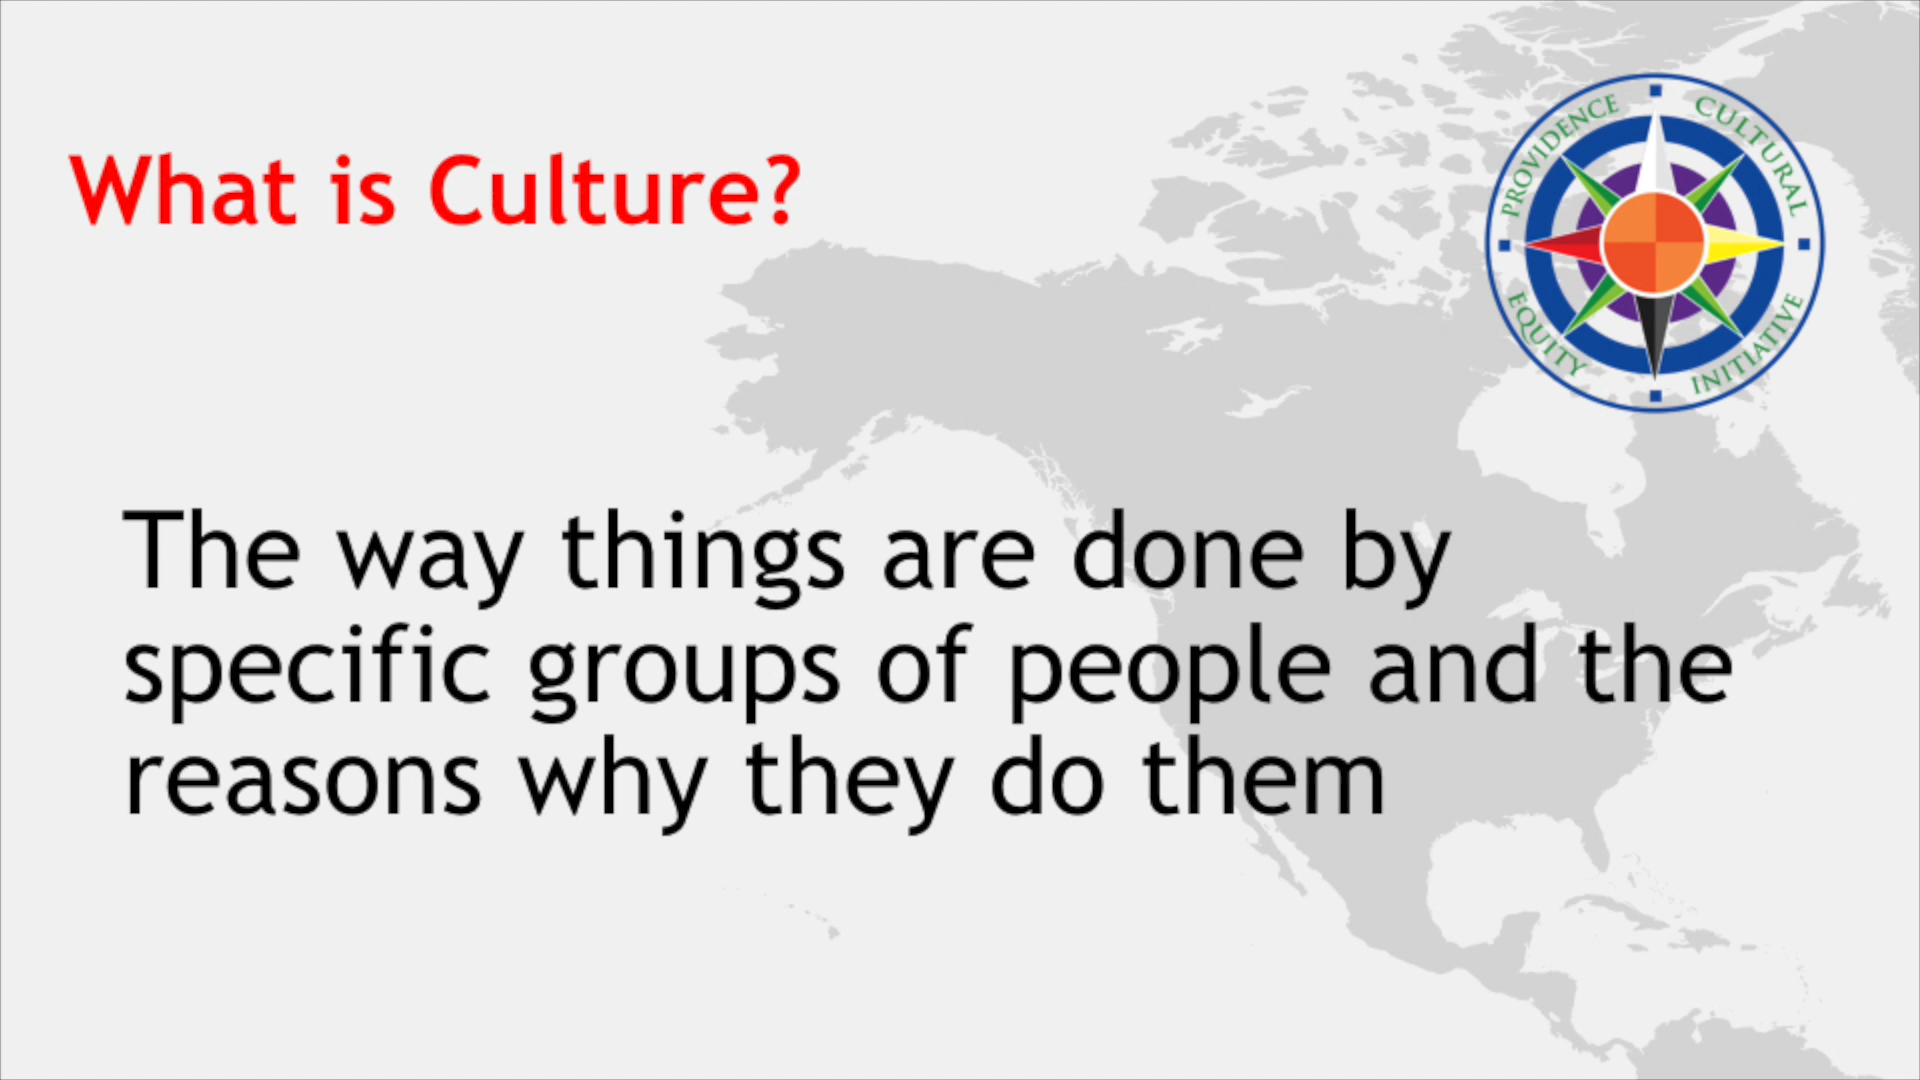 What is Culture?
PROVIDENCE CULTURAL
EQUITY INITIATIVE
The way things are done by
specific groups of people and the
reasons why they do them